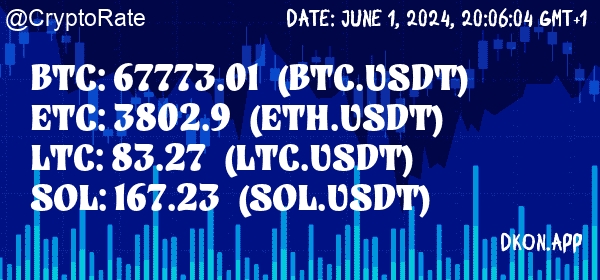 @CryptoRate
DATE: JUNE 1, 2024, 20:06:04 GMT+1
BTC: 67773.01 (BTC.USDT)
ETC: 3802.9 (ETH.USDT)
LTC: 83.27 (LTC.USDT)
SOL: 167.23 (SOL.USDT)
DKON.APP